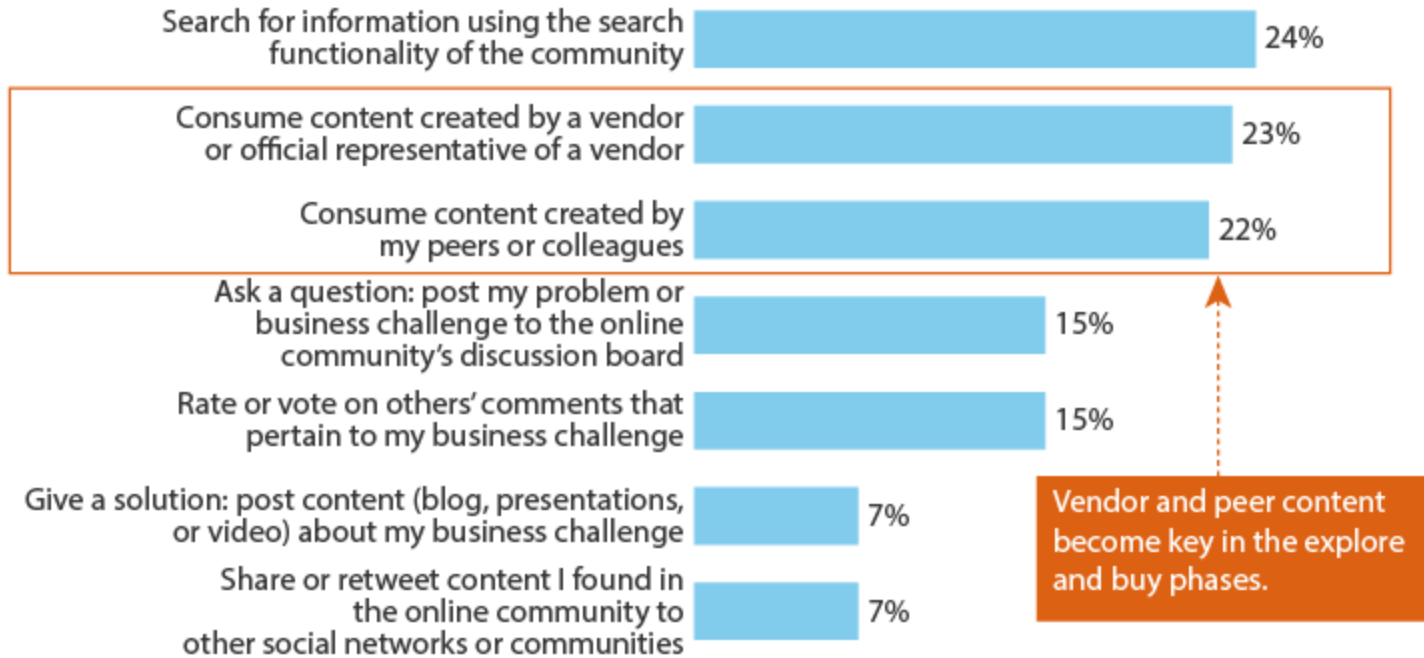 Search for information using the search
functionality of the community
24%
Consume content created by a vendor
or official representative of a vendor
23%
Consume content created by
my peers or colleagues
22%
Ask a question: post my problem or
business challenge to the online
community’s discussion board
15%
Rate or vote on others’ comments that
pertain to my business challenge
15%
Give a solution: post content (blog, presentations,
or video) about my business challenge
7%
Share or retweet content I found in
the online community to
other social networks or communities
7%
Vendor and peer content
become key in the explore
and buy phases.